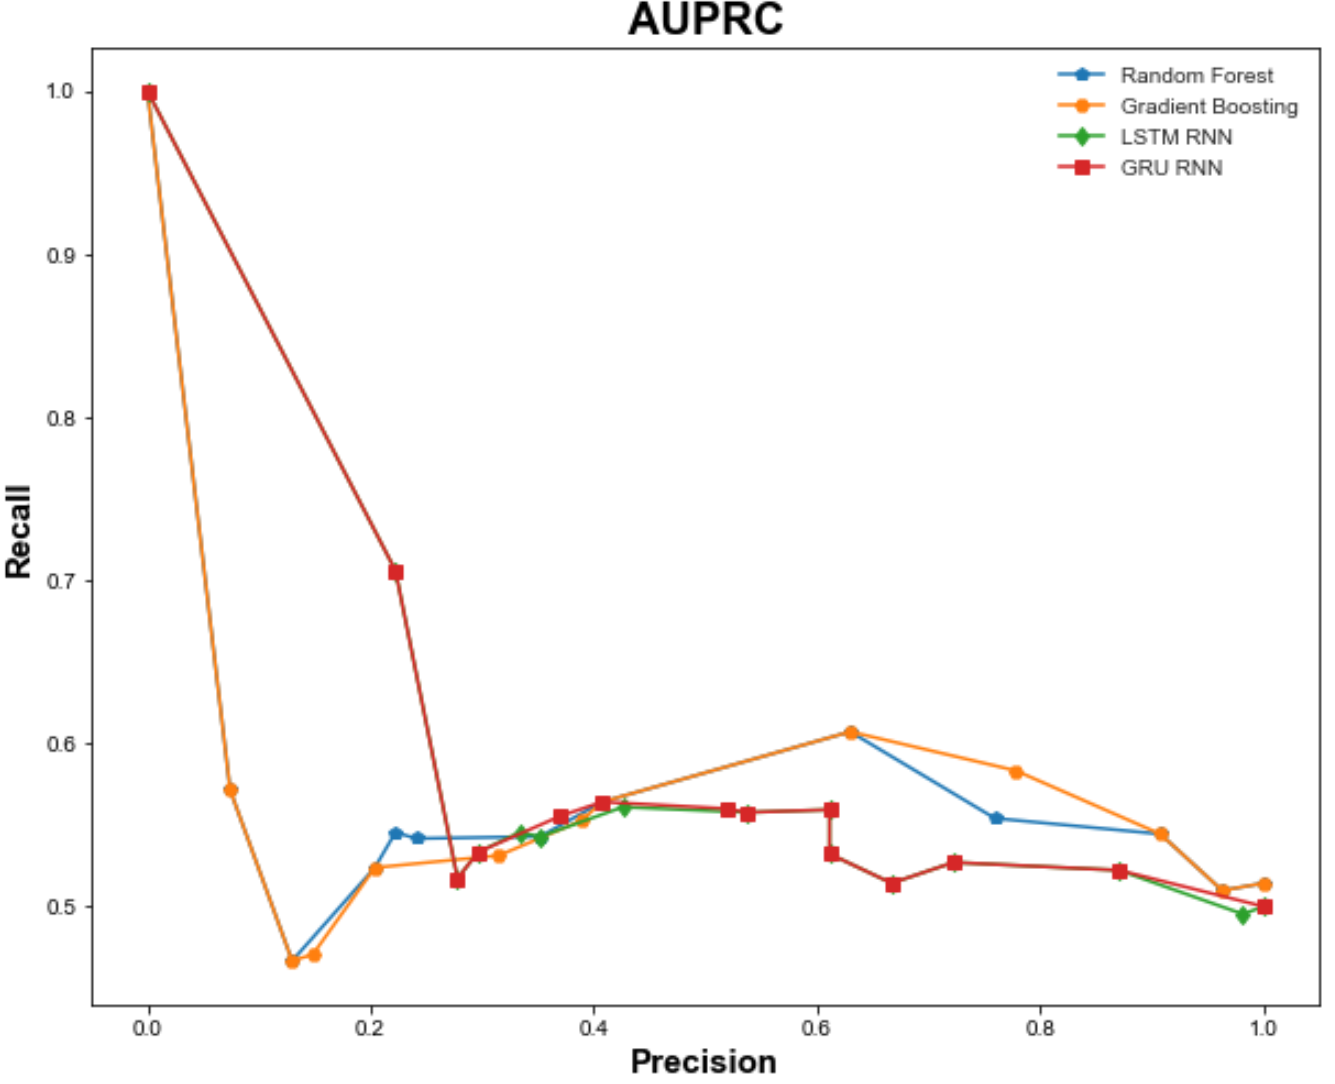 AUPRC
Random Forest
Gradient Boosting
LSTM RNN
GRU RNN
Recall
1.0
0.9
0.8
0.7
0.6
0.5
0.0 0.2 0.4 0.6 0.8 1.0
Precision